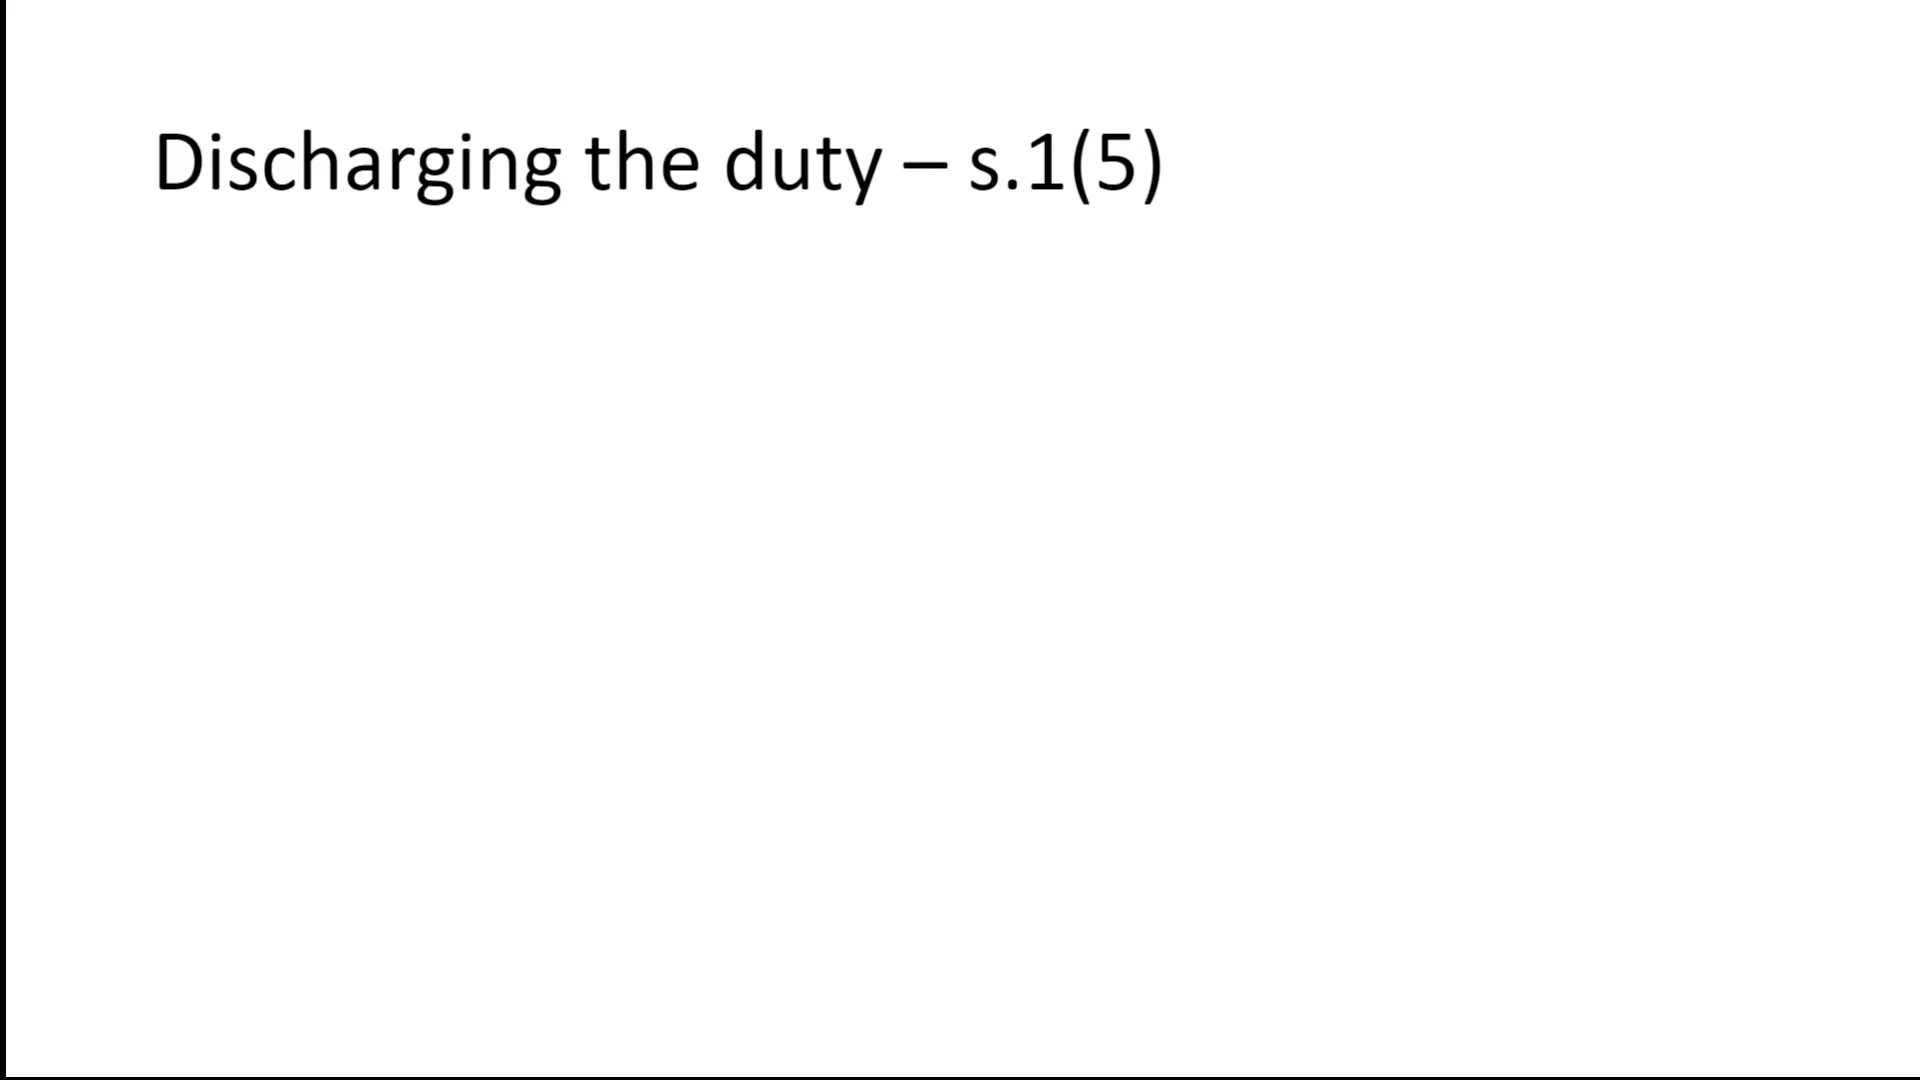 Discharging the duty – s.1(5)